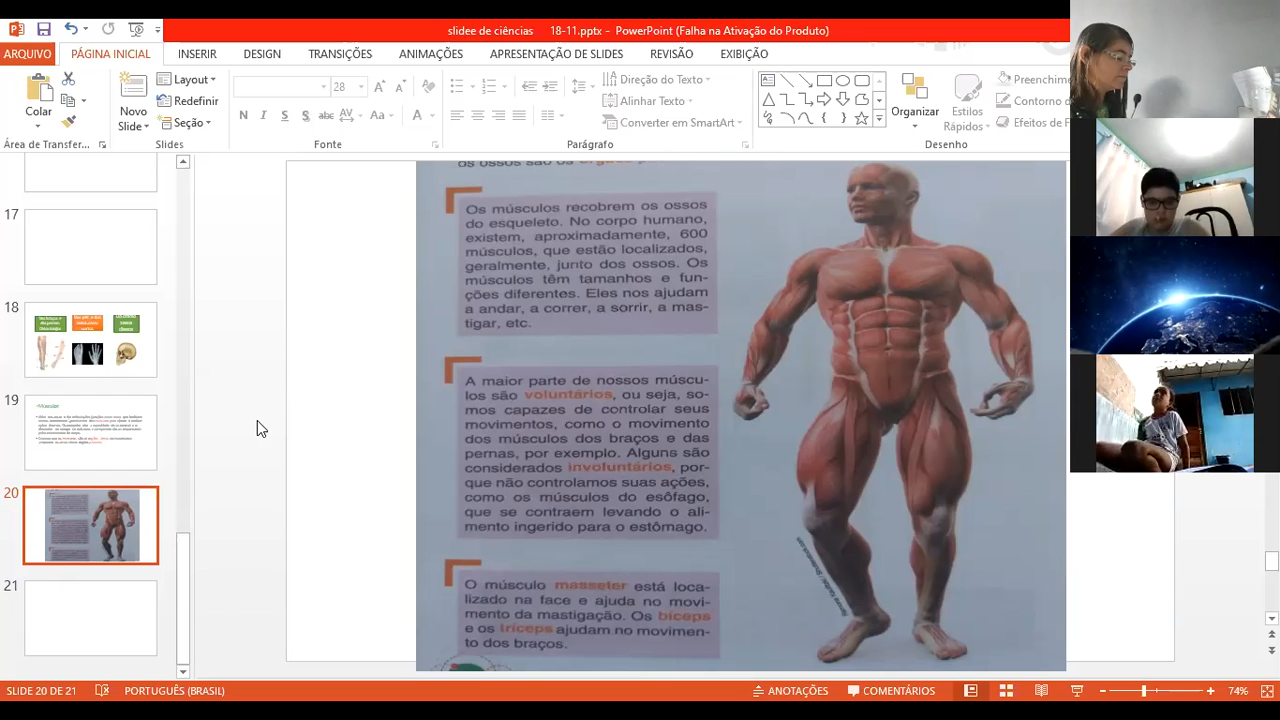 slidee de ciências 18-11.pptx - PowerPoint (Falha na Ativação do Produto)
ARQUIVO PÁGINA INICIAL INSERIR DESIGN TRANSIÇÕES ANIMAÇÕES APRESENTAÇÃO DE SLIDES REVISÃO EXIBIÇÃO
Colar
Novo
Slide
Layout
Redefinir
Seção
28
N I S S abc AV Aa A
Direção do Texto
Alinhar Texto
Converter em SmartArt
Organizar
Estilos
Rápidos
Preenchime
Contorno d
Efeitos de F
Área de Transfer... Slides Fonte Parágrafo Desenho
17
18
19
Músculos
20
21
os ossos são os
Os músculos recobrem os ossos
do esqueleto. No corpo humano,
existem, aproximadamente, 600
músculos, que estão localizados,
geralmente, junto dos ossos. Os
músculos têm tamanhos e fun-
ções diferentes. Eles nos ajudam
a andar, a correr, a sorrir, a mas-
tigar, etc.
A maior parte de nossos múscu-
los são voluntários, ou seja, so-
mos capazes de controlar seus
movimentos, como o movimento
dos músculos dos braços e das
pernas, por exemplo. Alguns são
considerados involuntários, por-
que não controlamos suas ações,
como os músculos do esôfago,
que se contraem levando o ali-
mento ingerido para o estômago.
O músculo masseter está loca-
lizado na face e ajuda no movi-
mento da mastigação. Os bíceps
e os tríceps ajudam no movimen-
to dos braços.
SLIDE 20 DE 21 PORTUGUÊS (BRASIL) ANOTAÇÕES COMENTÁRIOS 74%